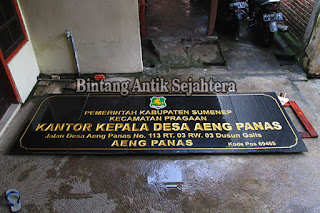 Bintang Antik Sejahtera
PEMERINTAH KABUPATEN SUMENEP
KECAMATAN PRAGAAN
KANTOR KEPALA DESA AENG PANAS
Jalan Desa Aeng Panas No. 113 RT. 03 RW. 03 Dusun Galis
AENG PANAS
Kode Pos 69465